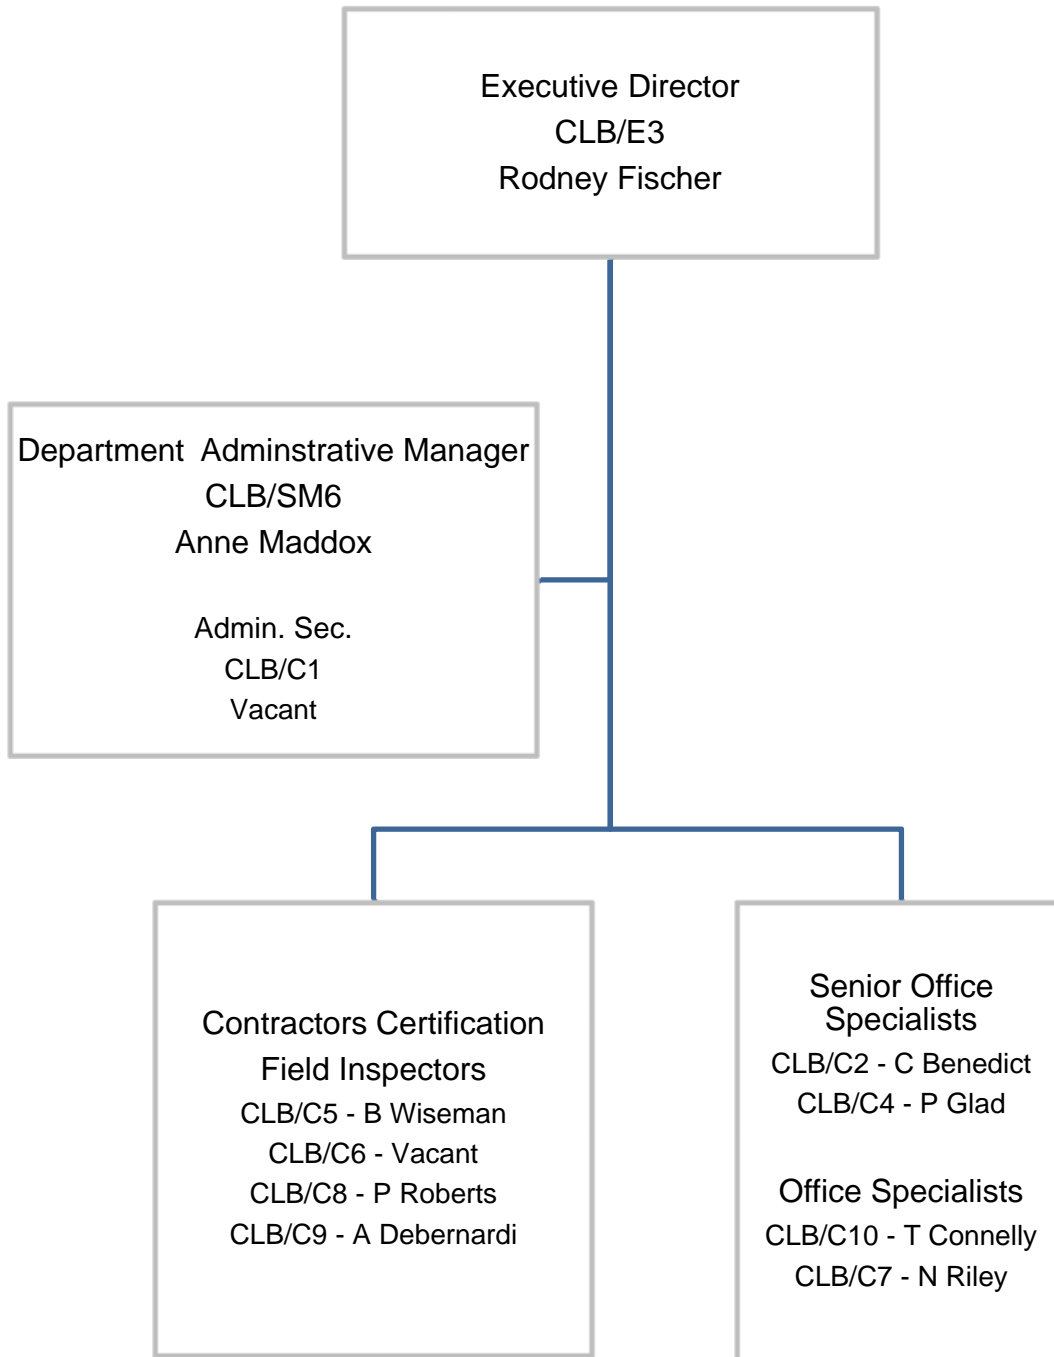 Executive Director
CLB/E3
Rodney Fischer
Department  Adminstrative Manager
CLB/SM6
Anne Maddox
Admin. Sec.
CLB/C1
Vacant
Contractors Certification
Field Inspectors
CLB/C5 - B Wiseman
CLB/C6 - Vacant
CLB/C8 - P Roberts
CLB/C9 - A Debernardi
Senior Office
Specialists
CLB/C2 - C Benedict
CLB/C4 - P Glad
Office Specialists
CLB/C10 - T Connelly
CLB/C7 - N Riley